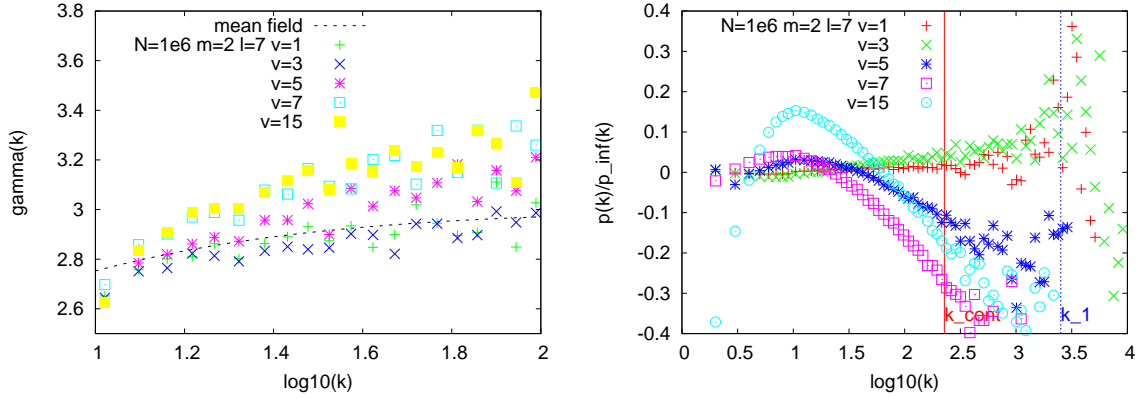 3.8
3.6
3.4
3.2
3
2.8
2.6
gamma(k)
mean field
N=1e6 m=2 l=7 v=1
v=3
v=5
v=7
v=15
1 1.2 1.4 1.6 1.8 2
log10(k)
0.4
0.3
0.2
0.1
0
-0.1
-0.2
-0.3
-0.4
p(k)/p_inf(k)
N=1e6 m=2 l=7 v=1
v=3
v=5
v=7
v=15
k_cont
k_1
0 0.5 1 1.5 2 2.5 3 3.5 4
log10(k)